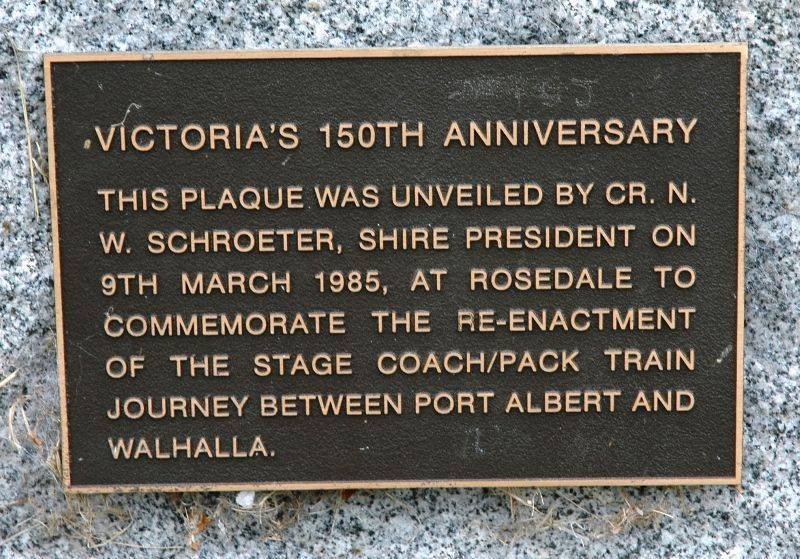 VICTORIA'S 150TH ANNIVERSARY
THIS PLAQUE WAS UNVEILED BY CR. N.
W. SCHROETER, SHIRE PRESIDENT ON
9TH MARCH 1985, AT ROSEDALE TO
COMMEMORATE THE RE-ENACTMENT
OF THE STAGE COACH/PACK TRAIN
JOURNEY BETWEEN PORT ALBERT AND
WALHALLA.